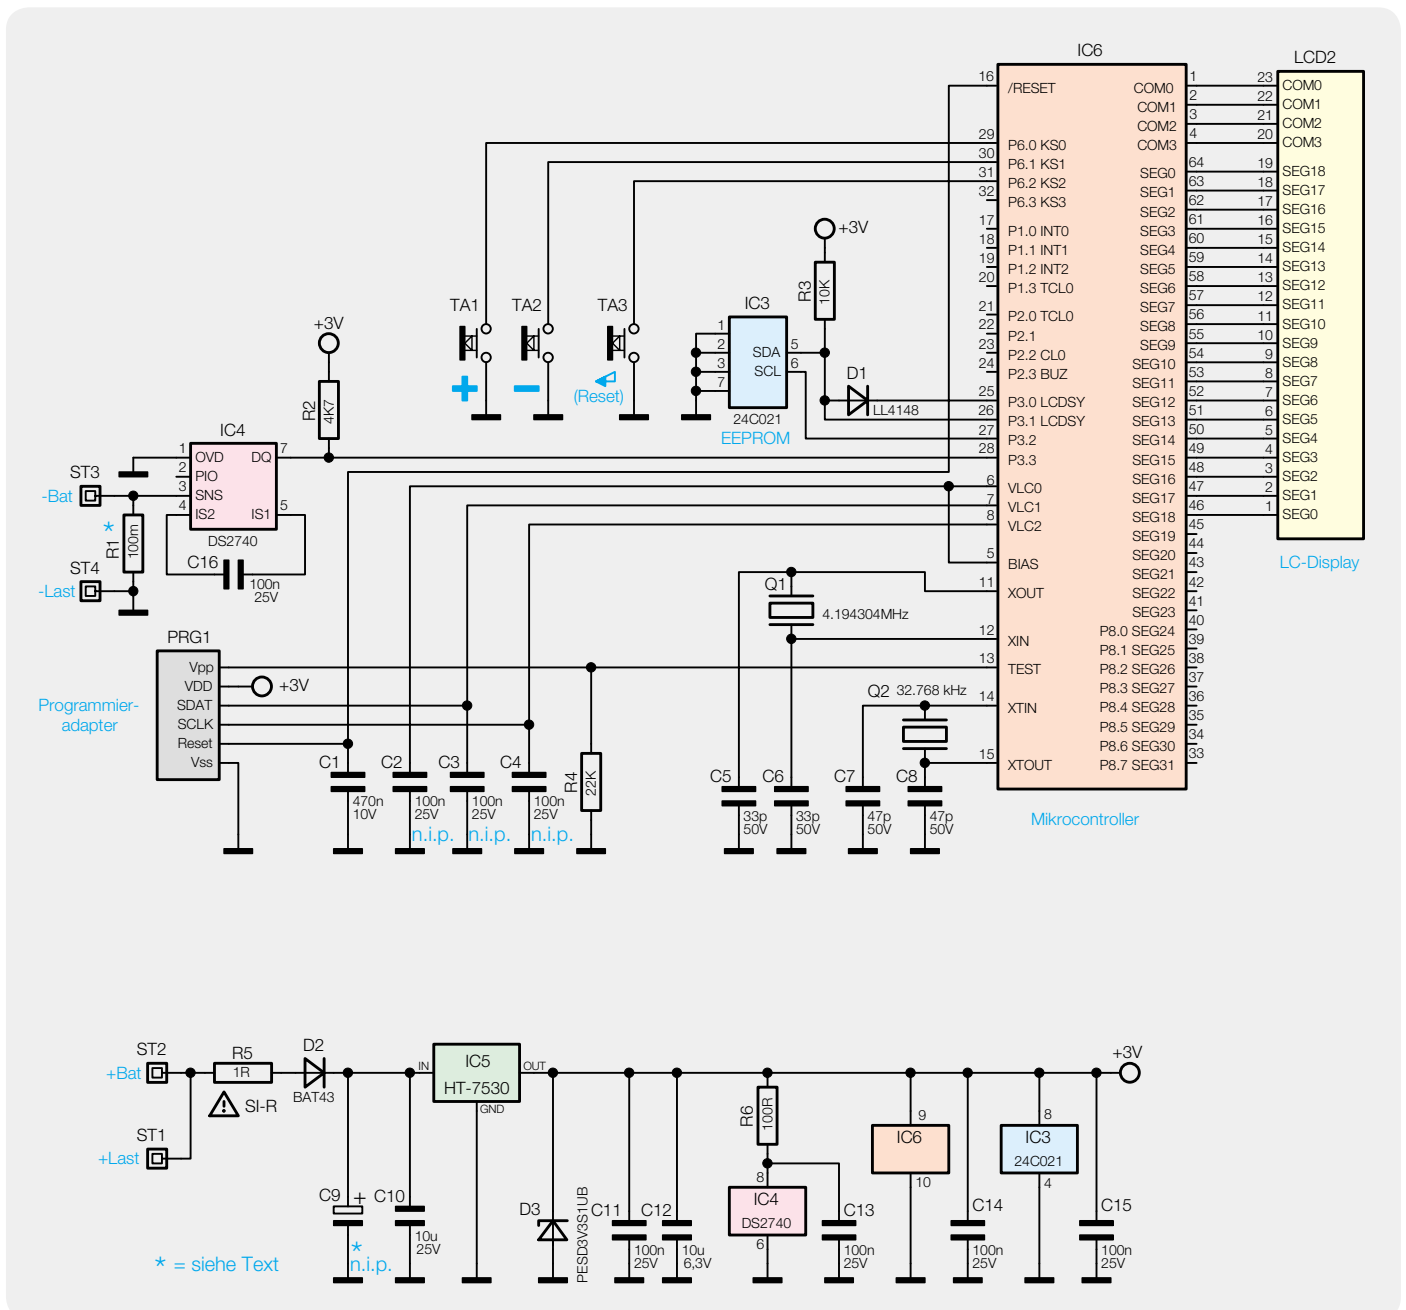 IC6
LCD2
16
/RESET
COM0
1
23
COM0
COM1
2
22
COM1
COM2
3
21
COM2
29
P6.0 KS0
COM3
4
20
COM3
30
P6.1 KS1
SEG0
64
19
SEG18
31
P6.2 KS2
SEG1
63
18
SEG17
32
P6.3 KS3
SEG2
62
17
SEG16
17
P1.0 INT0
SEG3
61
16
SEG15
18
P1.1 INT1
SEG4
60
15
SEG14
19
P1.2 INT2
SEG5
59
14
SEG13
20
P1.3 TCL0
SEG6
58
13
SEG12
SEG7
57
12
SEG11
21
P2.0 TCL0
SEG8
56
11
SEG10
22
P2.1
SEG9
55
10
SEG9
23
P2.2 CL0
SEG10
54
9
SEG8
24
P2.3 BUZ
SEG11
53
8
SEG7
25
P3.0 LCDSY
SEG12
52
7
SEG6
26
P3.1 LCDSY
SEG13
51
6
SEG5
27
P3.2
SEG14
50
5
SEG4
28
P3.3
SEG15
49
4
SEG3
SEG16
48
3
SEG2
6
VLC0
SEG17
47
2
SEG1
7
VLC1
SEG18
46
1
SEG0
8
VLC2
SEG19
45
SEG20
44
5
BIAS
SEG21
43
11
XOUT
SEG22
42
SEG23
41
12
XIN
P8.0 SEG24
40
P8.1 SEG25
39
13
TEST
P8.2 SEG26
38
P8.3 SEG27
37
14
XTIN
P8.4 SEG28
36
P8.5 SEG29
35
P8.6 SEG30
34
15
XTOUT
P8.7 SEG31
33
LC-Display
Mikrocontroller
+3V
R3
10K
IC3
1
2
3
7
SDA
5
SCL
6
24C021
EEPROM
D1
LL4148
TA1
TA2
TA3
+
−
(Reset)
+3V
R2
4K7
IC4
1
OVD
DQ
7
2
PIO
3
SNS
4
IS2
IS1
5
DS2740
ST3
-Bat
*
R1
100m
ST4
-Last
C16
100n
25V
PRG1
Programmier-
adapter
Vpp
VDD
+3V
SDAT
SCLK
Reset
Vss
C1
470n
10V
C2
100n
25V
n.i.p.
C3
100n
25V
n.i.p.
C4
100n
25V
n.i.p.
R4
22K
Q1
4.194304MHz
Q2
32.768 kHz
C5
33p
50V
C6
33p
50V
C7
47p
50V
C8
47p
50V
ST2
+Bat
R5
1R
SI-R
D2
BAT43
IN
IC5
HT-7530
OUT
GND
+3V
ST1
+Last
C9
+
*
n.i.p.
C10
10u
25V
D3
PESD3V3S1UB
C11
100n
25V
C12
10u
6,3V
R6
100R
8
IC4
DS2740
6
C13
100n
25V
9
IC6
10
C14
100n
25V
8
IC3
24C021
4
C15
100n
25V
* = siehe Text